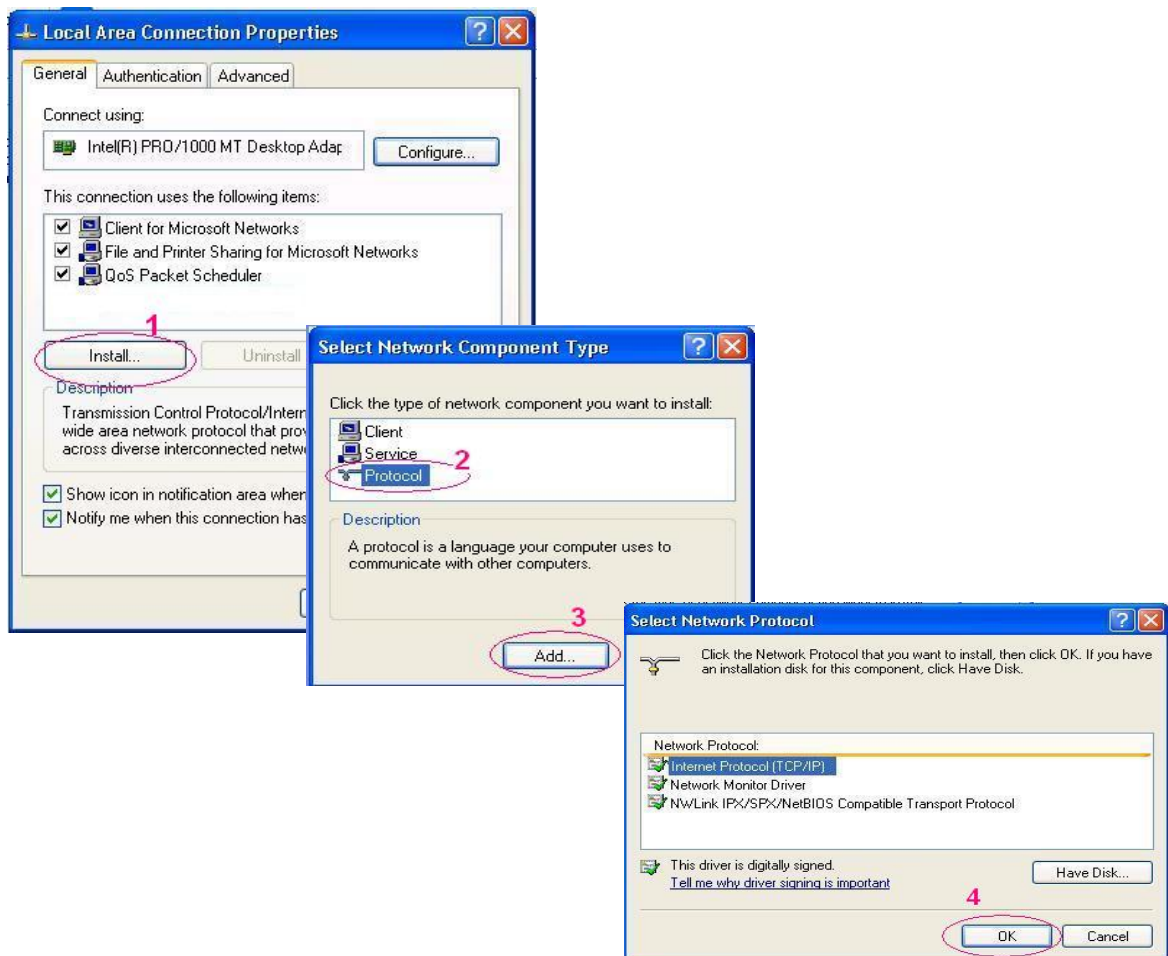 Local Area Connection Properties
General Authentication Advanced
Connect using:
Intel(R) PRO/1000 MT Desktop Adap
Configure...
This connection uses the following items:
Client for Microsoft Networks
File and Printer Sharing for Microsoft Networks
QoS Packet Scheduler
1
Install...
Uninstall
Description
Transmission Control Protocol/Intern
wide area network protocol that prov
across diverse interconnected netwo
Show icon in notification area when
Notify me when this connection has
Select Network Component Type
Click the type of network component you want to install:
Client
Service
2
Protocol
Description
A protocol is a language your computer uses to
communicate with other computers.
3
Add...
Select Network Protocol
Click the Network Protocol that you want to install, then click OK. If you have
an installation disk for this component, click Have Disk.
Network Protocol:
Internet Protocol (TCP/IP)
Network Monitor Driver
NWLink IPX/SPX/NetBIOS Compatible Transport Protocol
This driver is digitally signed.
Tell me why driver signing is important
Have Disk...
4
OK
Cancel